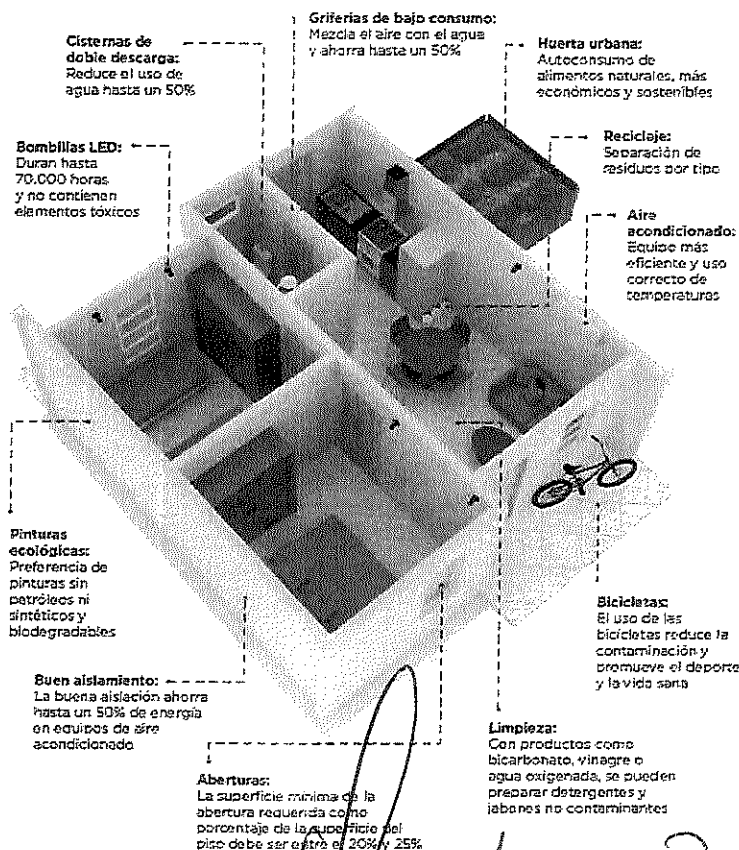 Griferías de bajo consumo:
Mezcla el aire con el agua
y ahorra hasta un 50%
Cisternas de
doble descarga:
Reduce el uso de
agua hasta un 50%
Huerta urbana:
Autoconsumo de
alimentos naturales, más
económicos y sostenibles
Bombillas LED:
Duran hasta
70.000 horas
y no contienen
elementos tóxicos
Reciclaje:
Separación de
residuos por tipo
Aire
acondicionado:
Equipo más
eficiente y uso
correcto de
temperaturas
Pinturas
ecológicas:
Preferencia de
pinturas sin
petróleos ni
sintéticos y
biodegradables
Bicicletas:
El uso de las
bicicletas reduce la
contaminación y
promueve el deporte
y la vida sana
Buen aislamiento:
La buena aislación ahorra
hasta un 50% de energía
en equipos de aire
acondicionado
Limpieza:
Con productos como
bicarbonato, vinagre o
agua oxigenada, se pueden
preparar detergentes y
jabones no contaminantes
Aberturas:
La superficie mínima de la
abertura requerida como
porcentaje de la superficie del
piso debe ser entre el 20% y 25%